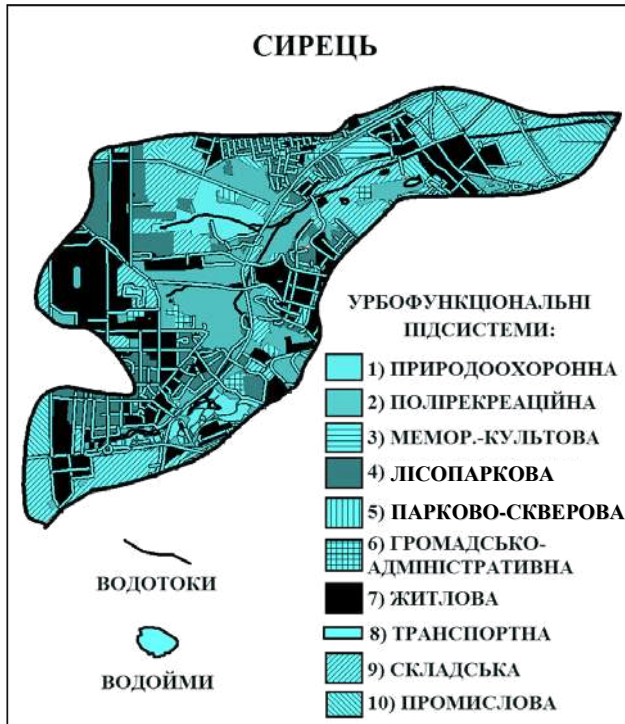 СИРЕЦЬ
УРБОФУНКЦІОНАЛЬНІ
ПІДСИСТЕМИ:
1) ПРИРОДООХОРОННА
2) ПОЛІРЕКРЕАЦІЙНА
3) МЕМОР.-КУЛЬТОВА
4) ЛІСОПАРКОВА
5) ПАРКОВО-СКВЕРОВА
6) ГРОМАДСЬКО-
АДМІНІСТРАТИВНА
7) ЖИТЛОВА
8) ТРАНСПОРТНА
9) СКЛАДСЬКА
10) ПРОМИСЛОВА
ВОДОТОКИ
ВОДОЙМИ